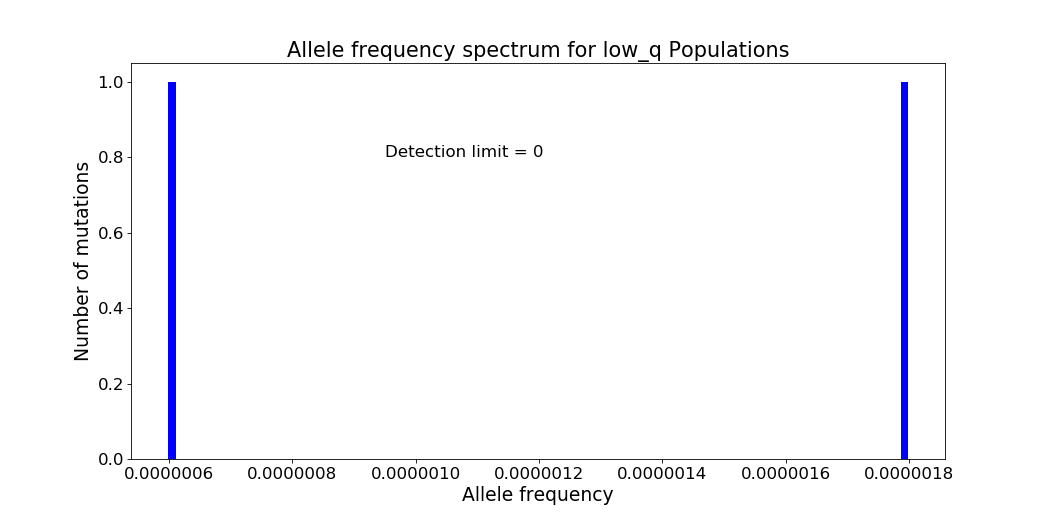 Allele frequency spectrum for low_q Populations
1.0
0.8
0.6
0.4
0.2
0.0
Number of mutations
Detection limit = 0
0.0000006 0.0000008 0.0000010 0.0000012 0.0000014 0.0000016 0.0000018
Allele frequency